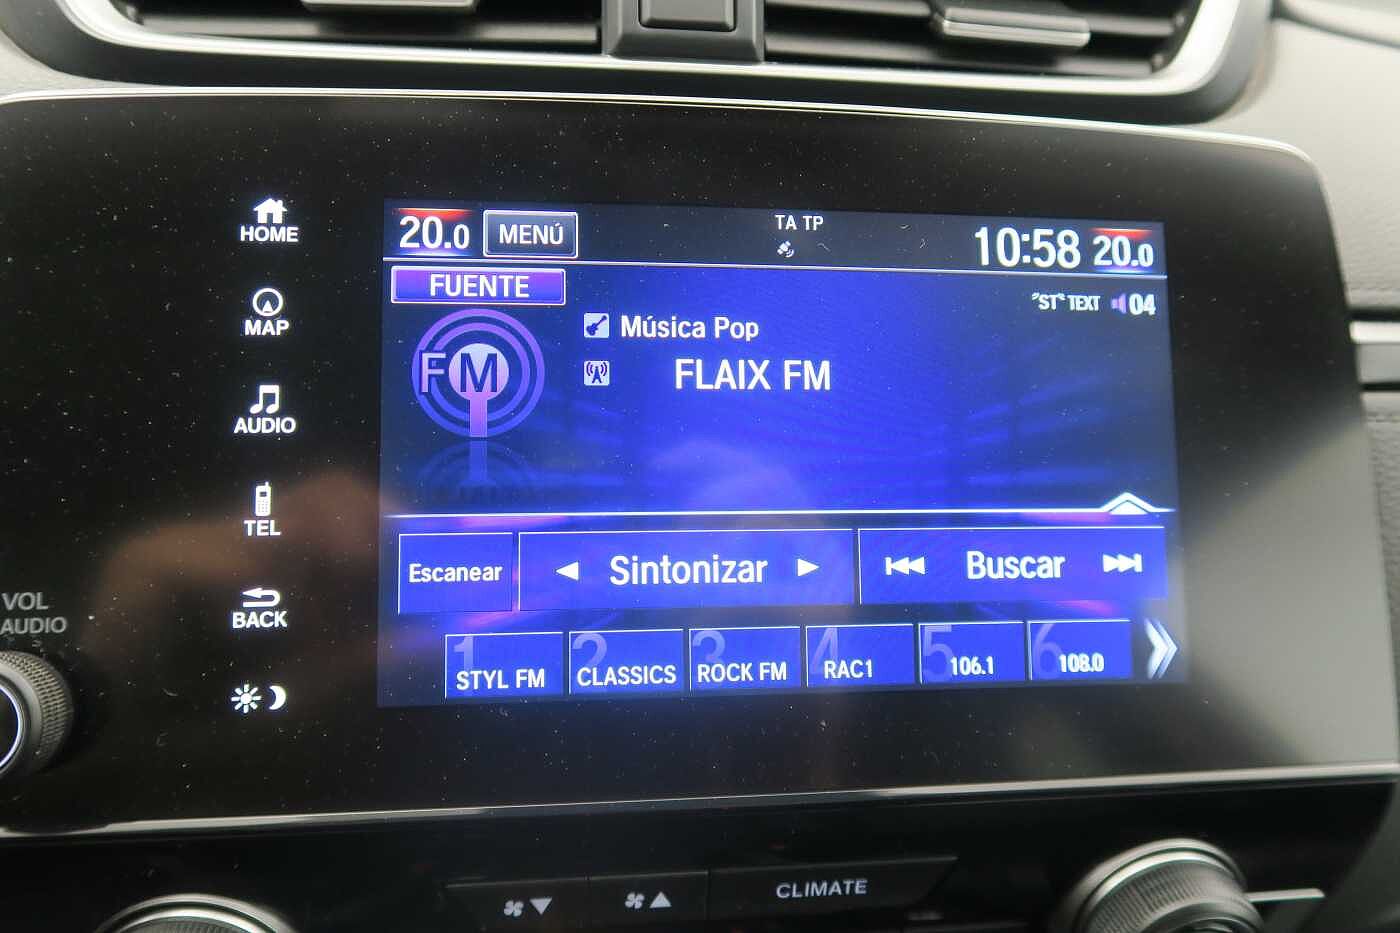 HOME
MAP
AUDIO
TEL
BACK
VOL
AUDIO
20.0 MENÚ TA TP 10:58 20.0
FUENTE
"ST" TEXT 04
FM
Música Pop
FLAIX FM
Escanear Sintonizar Buscar
1 STYL FM
2 CLASSICS
3 ROCK FM
4 RAC1
5 106.1
6 108.0
CLIMATE